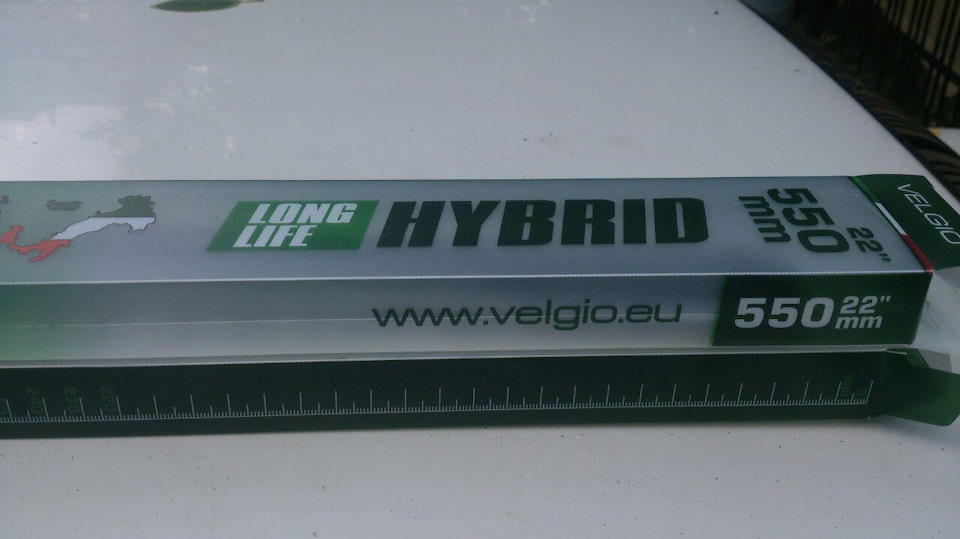 LONG
LIFE
HYBRID
550
mm
22"
VELGIO
www.velgio.eu
550 22"
mm